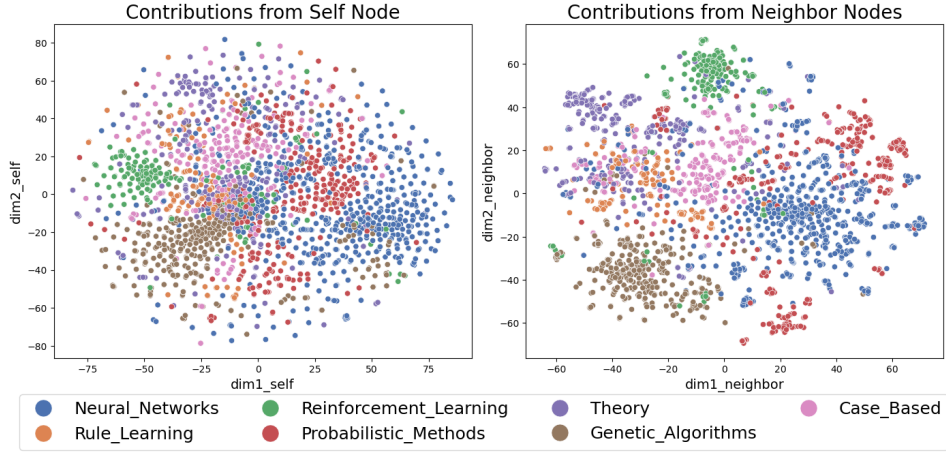 Contributions from Self Node
80
60
40
20
0
−20
−40
−60
−80
dim2_self
−75 −50 −25 0 25 50 75
dim1_self
Contributions from Neighbor Nodes
60
40
20
0
−20
−40
−60
dim2_neighbor
−60 −40 −20 0 20 40 60
dim1_neighbor
Neural_Networks Reinforcement_Learning Theory Case_Based
Rule_Learning Probabilistic_Methods Genetic_Algorithms